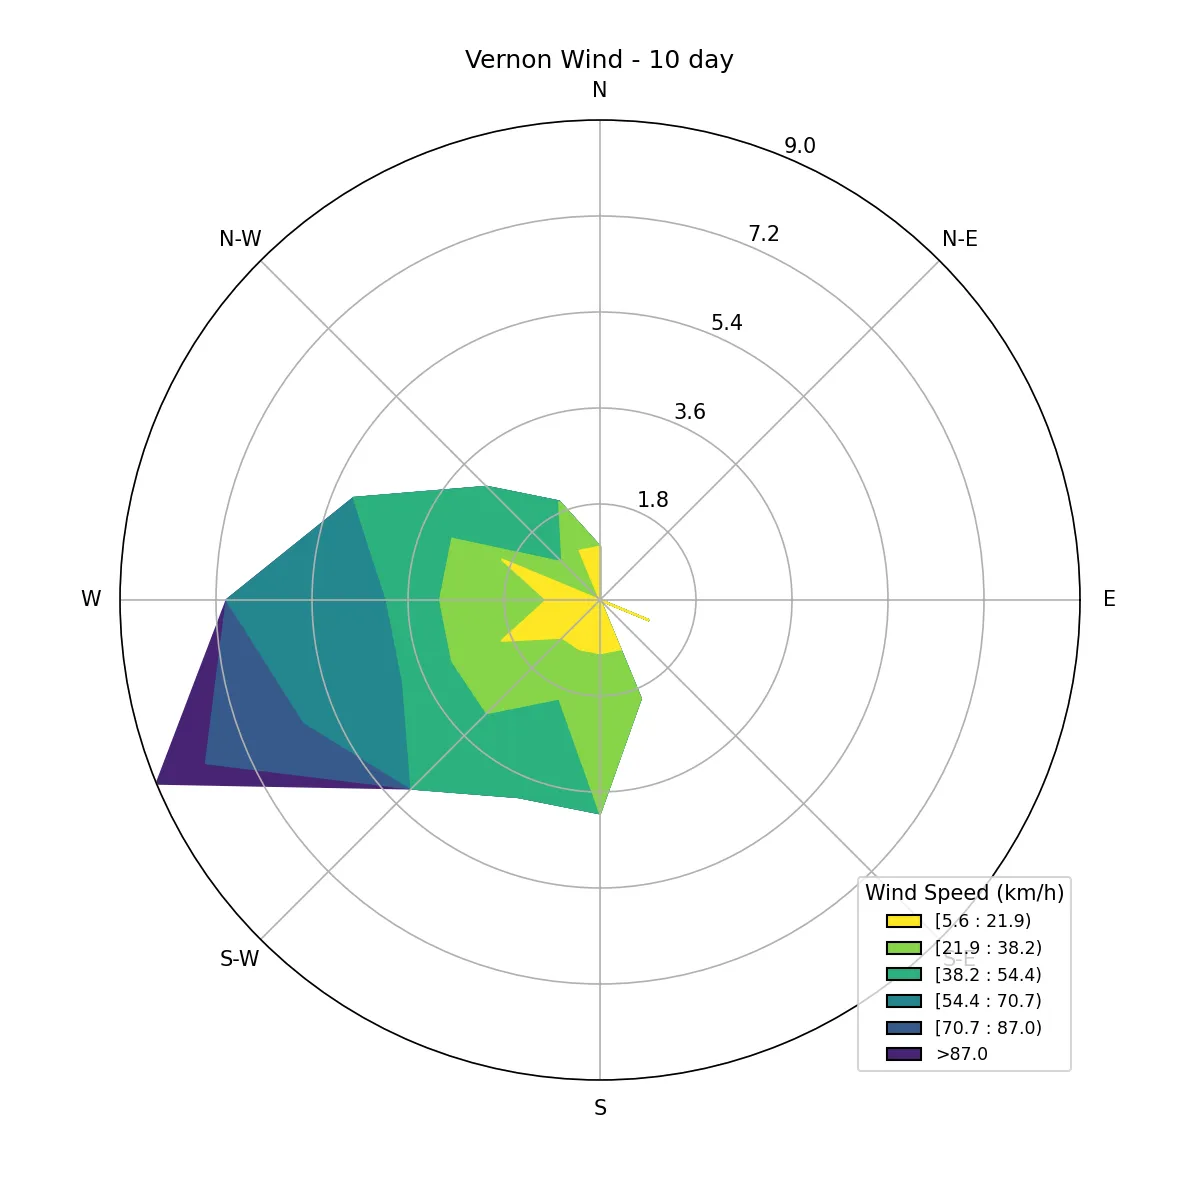 Vernon Wind - 10 day
N
9.0
N-W
N-E
7.2
5.4
3.6
1.8
W
E
S-W
S-E
S
Wind Speed (km/h)
[5.6 : 21.9)
[21.9 : 38.2)
[38.2 : 54.4)
[54.4 : 70.7)
[70.7 : 87.0)
>87.0